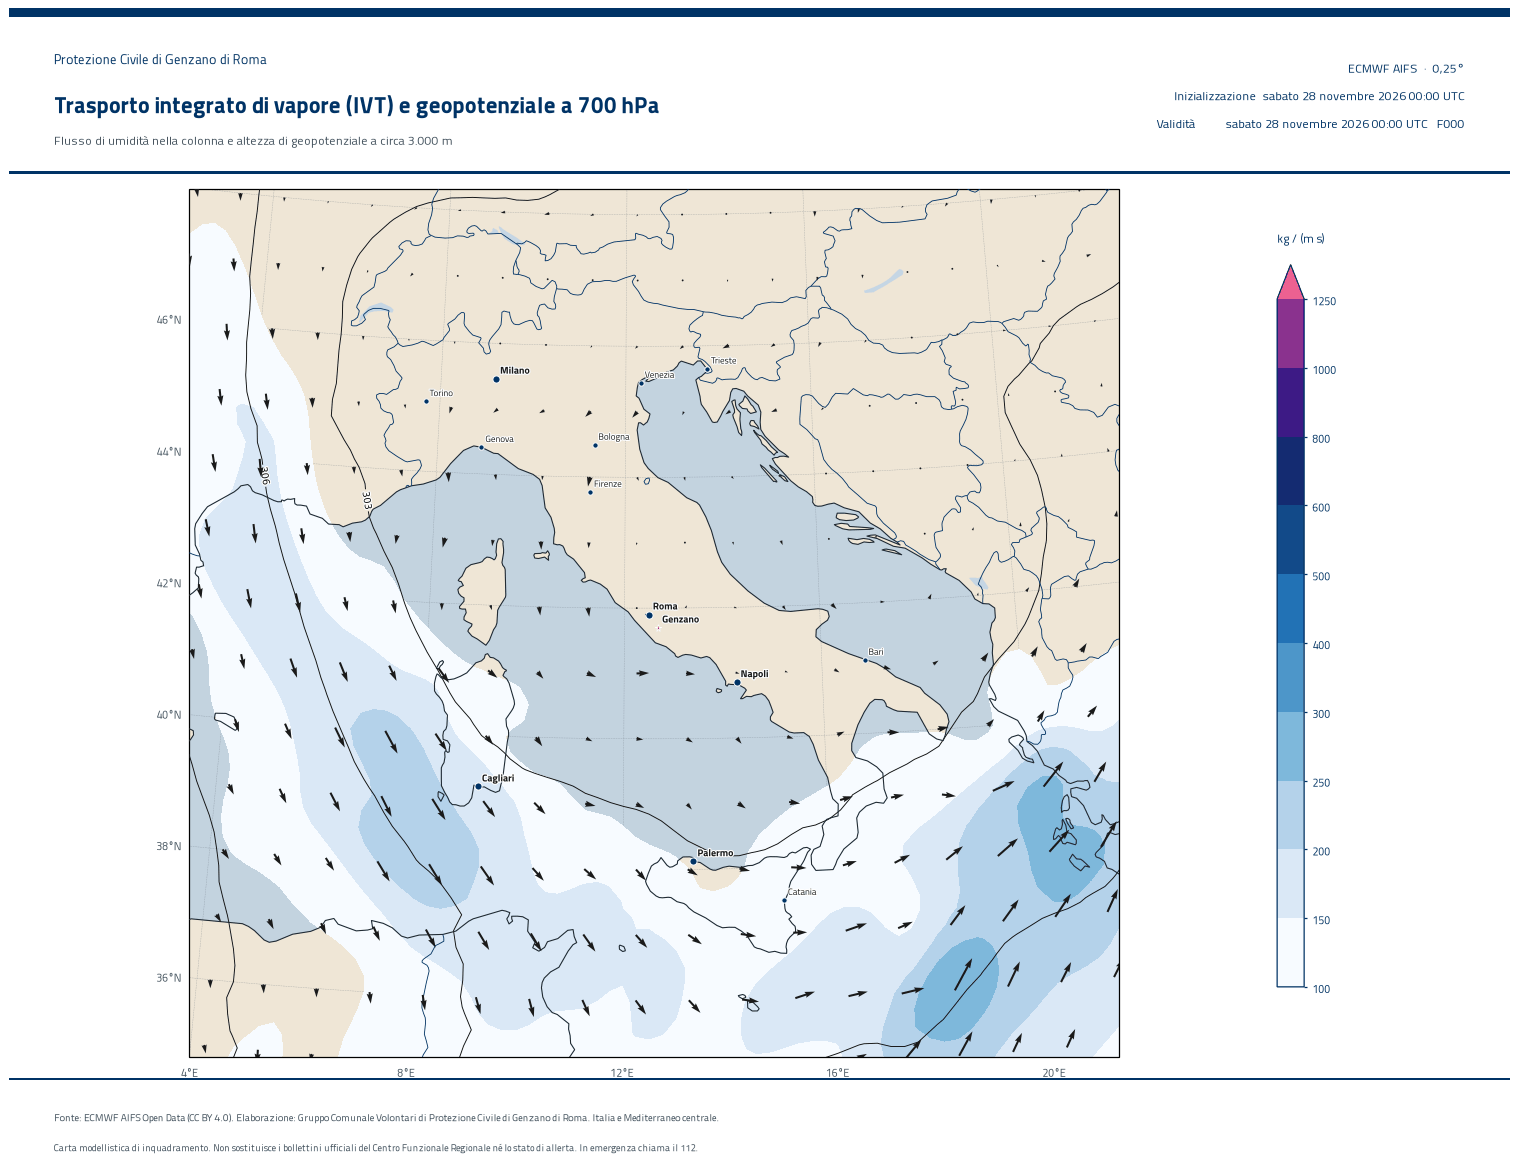 Protezione Civile di Genzano di Roma
Trasporto integrato di vapore (IVT) e geopotenziale a 700 hPa
Flusso di umidità nella colonna e altezza di geopotenziale a circa 3.000 m
ECMWF AIFS · 0,25°
Inizializzazione sabato 28 novembre 2026 00:00 UTC
Validità sabato 28 novembre 2026 00:00 UTC F000
kg / (m s)
1250
1000
800
600
500
400
300
250
200
150
100
46°N
44°N
42°N
40°N
38°N
36°N
4°E
8°E
12°E
16°E
20°E
Milano
Torino
Venezia
Trieste
Genova
Bologna
Firenze
306
303
Roma
Genzano
Bari
Napoli
Cagliari
Palermo
Catania
Fonte: ECMWF AIFS Open Data (CC BY 4.0). Elaborazione: Gruppo Comunale Volontari di Protezione Civile di Genzano di Roma. Italia e Mediterraneo centrale.
Carta modellistica di inquadramento. Non sostituisce i bollettini ufficiali del Centro Funzionale Regionale né lo stato di allerta. In emergenza chiama il 112.